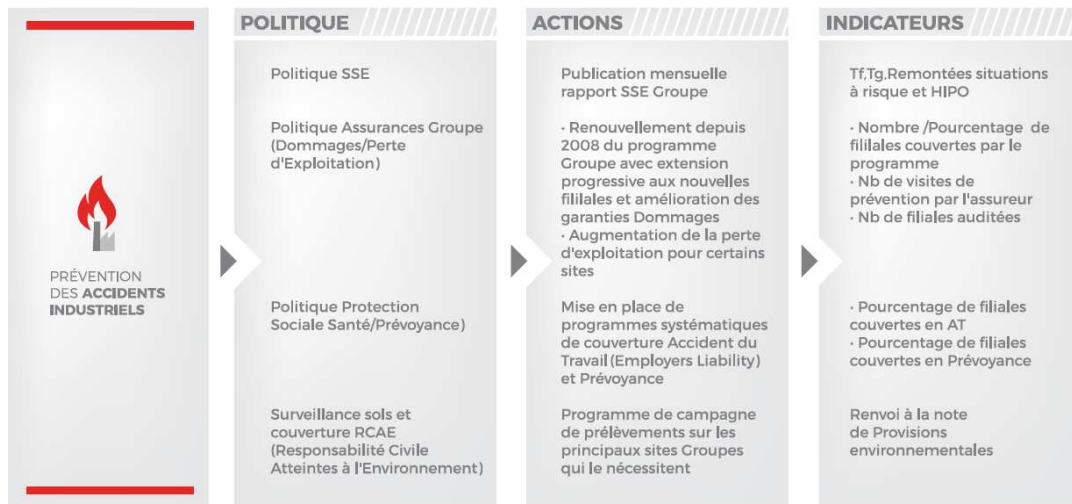 PRÉVENTION
DES ACCIDENTS
INDUSTRIELS
POLITIQUE
Politique SSE
Politique Assurances Groupe
(Dommages/Perte
d'Exploitation)
Politique Protection
Sociale Santé/Prévoyance)
Surveillance sols et
couverture RCAE
(Responsabilité Civile
Atteintes à l'Environnement)
ACTIONS
Publication mensuelle
rapport SSE Groupe
• Renouvellement depuis
2008 du programme
Groupe avec extension
progressive aux nouvelles
fililales et amélioration des
garanties Dommages
• Augmentation de la perte
d'exploitation pour certains
sites
Mise en place de
programmes systématiques
de couverture Accident du
Travail (Employers Liability)
et Prévoyance
Programme de campagne
de prélèvements sur les
principaux sites Groupes
qui le nécessitent
INDICATEURS
Tf,Tg,Remontées situations
à risque et HIPO
• Nombre /Pourcentage de
fililales couvertes par le
programme
• Nb de visites de
prévention par l'assureur
• Nb de filiales auditées
• Pourcentage de filiales
couvertes en AT
• Pourcentage de filiales
couvertes en Prévoyance
Renvoi à la note
de Provisions
environnementales